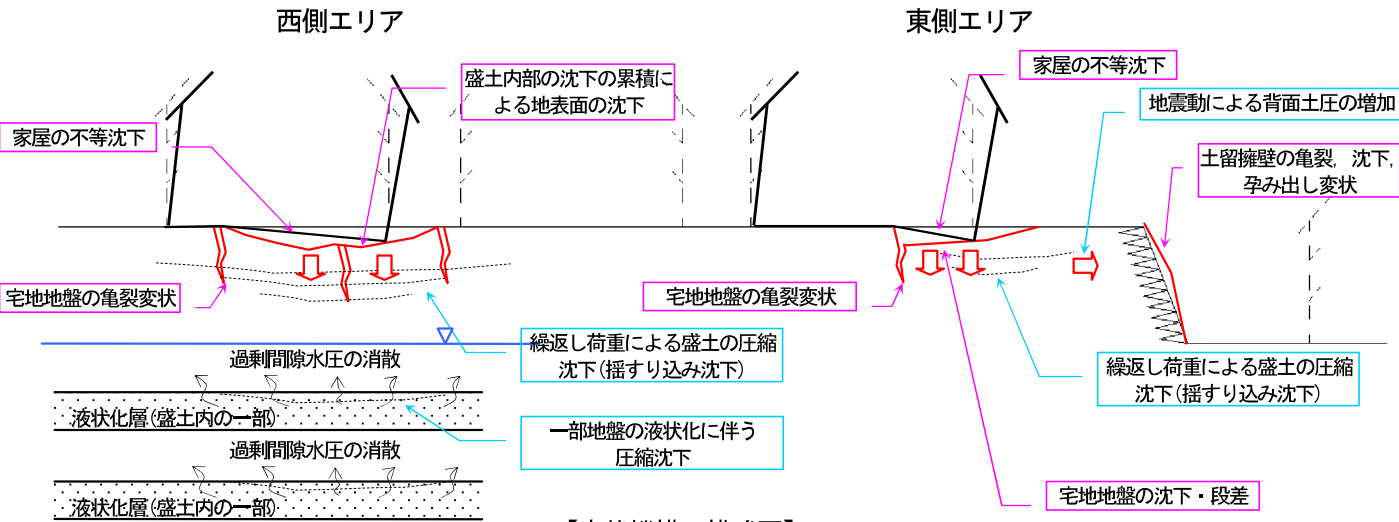 西側エリア
東側エリア
盛土内部の沈下の累積に
よる地表面の沈下
家屋の不等沈下
宅地地盤の亀裂変状
過剰間隙水圧の消散
液状化層(盛土内の一部)
過剰間隙水圧の消散
液状化層(盛土内の一部)
繰返し荷重による盛土の圧縮
沈下(揺すり込み沈下)
一部地盤の液状化に伴う
圧縮沈下
家屋の不等沈下
地震動による背面土圧の増加
土留擁壁の亀裂, 沈下,
孕み出し変状
宅地地盤の亀裂変状
繰返し荷重による盛土の圧縮
沈下(揺すり込み沈下)
宅地地盤の沈下・段差